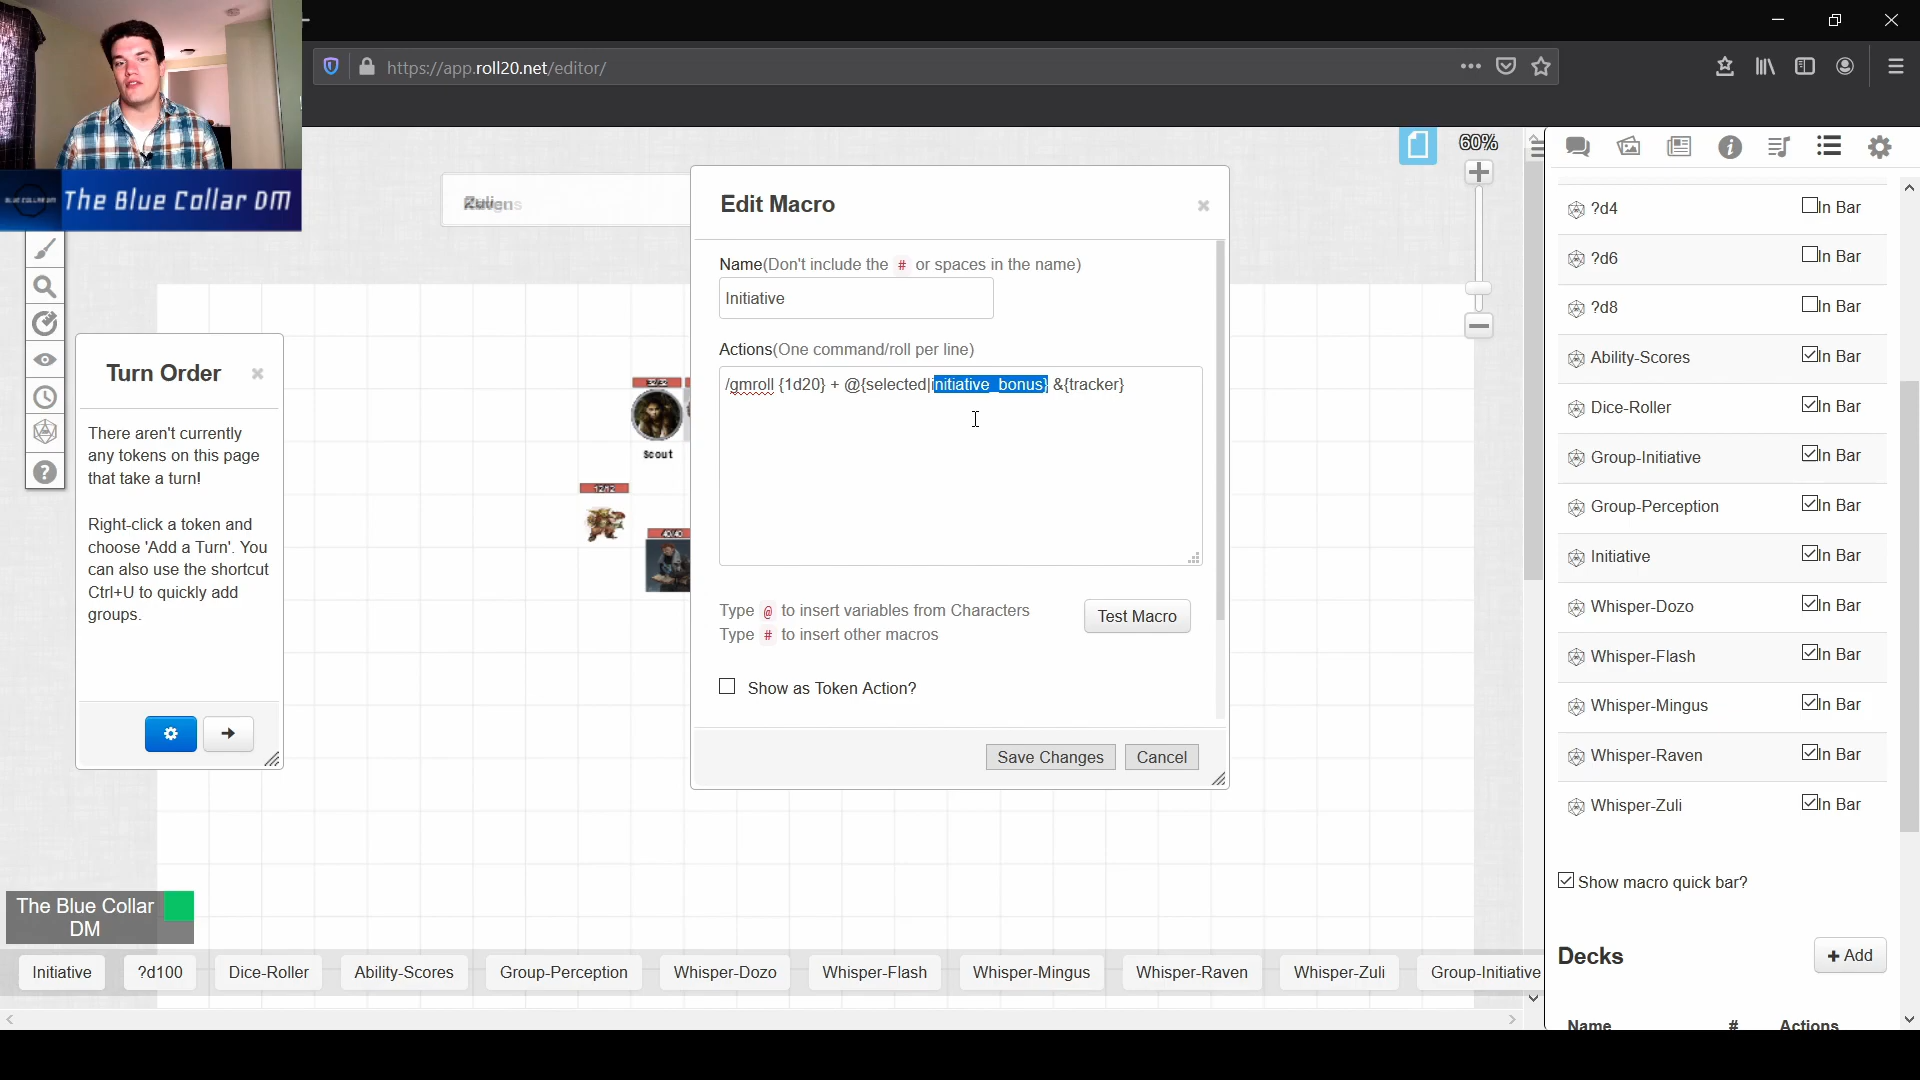 https://app.roll20.net/editor/
The Blue Collar DM
60%
Edit Macro
Name(Don't include the # or spaces in the name)
Initiative
Actions(One command/roll per line)
/gmroll {1d20} + @{selected|initiative_bonus} &{tracker}
Type @ to insert variables from Characters
Type # to insert other macros
Test Macro
Show as Token Action?
Save Changes
Cancel
Turn Order
There aren't currently
any tokens on this page
that take a turn!
Right-click a token and
choose 'Add a Turn'. You
can also use the shortcut
Ctrl+U to quickly add
groups.
32/32
Scout
12/12
40/40
?d4 In Bar
?d6 In Bar
?d8 In Bar
Ability-Scores In Bar
Dice-Roller In Bar
Group-Initiative In Bar
Group-Perception In Bar
Initiative In Bar
Whisper-Dozo In Bar
Whisper-Flash In Bar
Whisper-Mingus In Bar
Whisper-Raven In Bar
Whisper-Zuli In Bar
Show macro quick bar?
Decks
+ Add
Name # Actions
The Blue Collar
DM
Initiative ?d100 Dice-Roller Ability-Scores Group-Perception Whisper-Dozo Whisper-Flash Whisper-Mingus Whisper-Raven Whisper-Zuli Group-Initiative